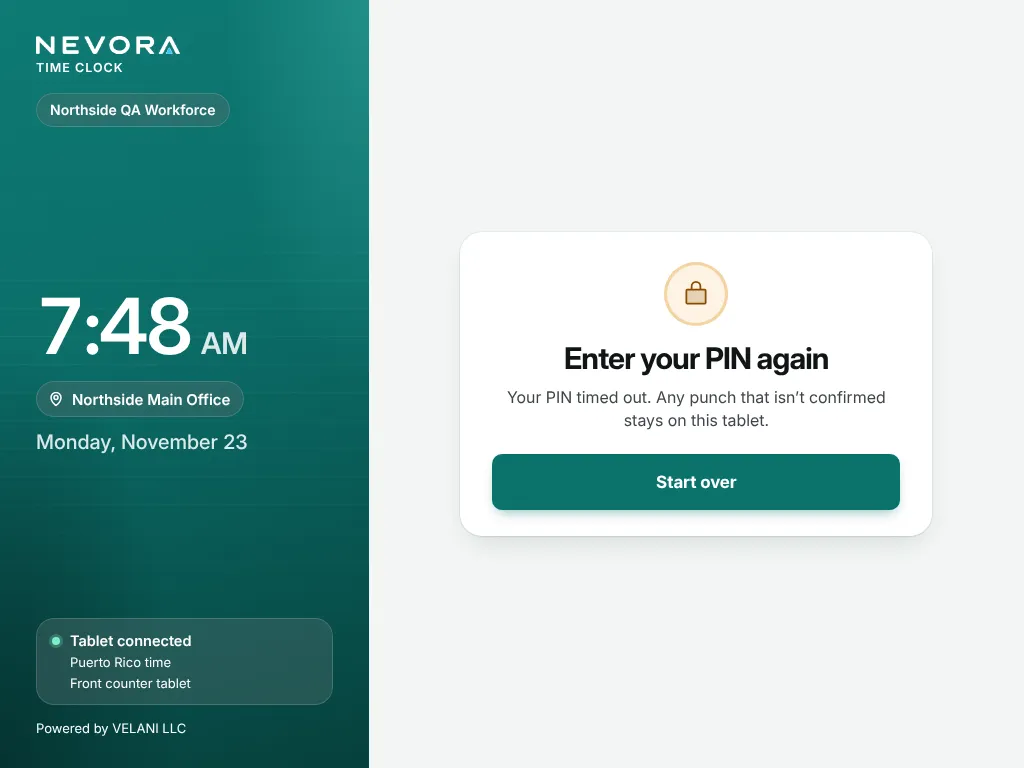 NEVORA
TIME CLOCK
Northside QA Workforce
7:48 AM
Northside Main Office
Monday, November 23
Tablet connected
Puerto Rico time
Front counter tablet
Powered by VELANI LLC
Enter your PIN again
Your PIN timed out. Any punch that isn’t confirmed
stays on this tablet.
Start over